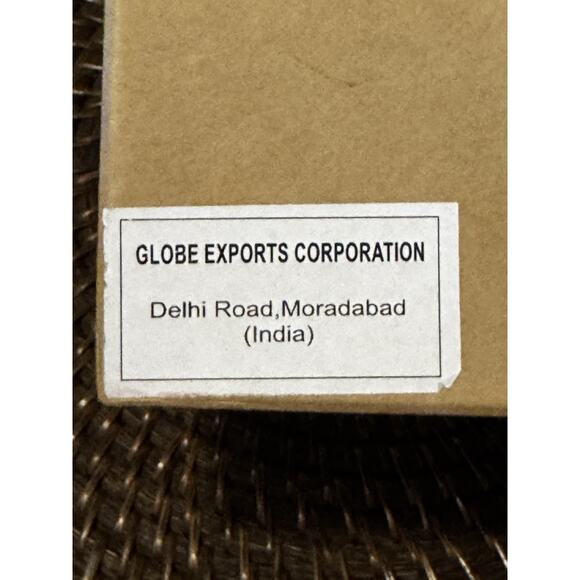 GLOBE EXPORTS CORPORATION
Delhi Road,Moradabad
(India)